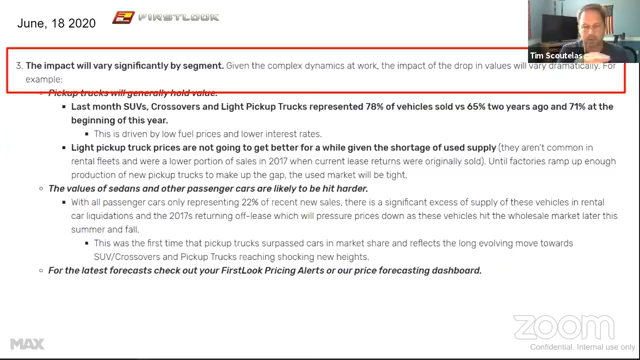 June, 18 2020
FIRSTLOOK
Tim Scoutelas
3. The impact will vary significantly by segment. Given the complex dynamics at work, the impact of the drop in values will vary dramatically. For
example:
• Pickup trucks will generally hold value.
▪ Last month SUVs, Crossovers and Light Pickup Trucks represented 78% of vehicles sold vs 65% two years ago and 71% at the
beginning of this year.
▪ This is driven by low fuel prices and lower interest rates.
▪ Light pickup truck prices are not going to get better for a while given the shortage of used supply (they aren't common in
rental fleets and were a lower portion of sales in 2017 when current lease returns were originally sold). Until factories ramp up enough
production of new pickup trucks to make up the gap, the used market will be tight.
• The values of sedans and other passenger cars are likely to be hit harder.
▪ With all passenger cars only representing 22% of recent new sales, there is a significant excess of supply of these vehicles in rental
car liquidations and the 2017s returning off-lease which will pressure prices down as these vehicles hit the wholesale market later this
summer and fall.
▪ This was the first time that pickup trucks surpassed cars in market share and reflects the long evolving move towards
SUV/Crossovers and Pickup Trucks reaching shocking new heights.
• For the latest forecasts check out your FirstLook Pricing Alerts or our price forecasting dashboard.
MAX
zoom
Confidential. Internal use only.